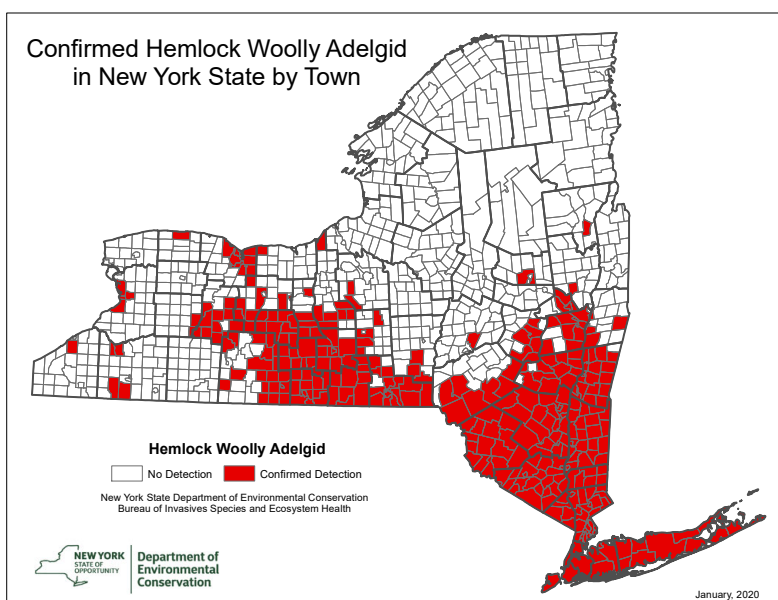 Confirmed Hemlock Woolly Adelgid
in New York State by Town
Hemlock Woolly Adelgid
No Detection
Confirmed Detection
New York State Department of Environmental Conservation
Bureau of Invasives Species and Ecosystem Health
NEW YORK
STATE OF
OPPORTUNITY
Department of
Environmental
Conservation
January, 2020